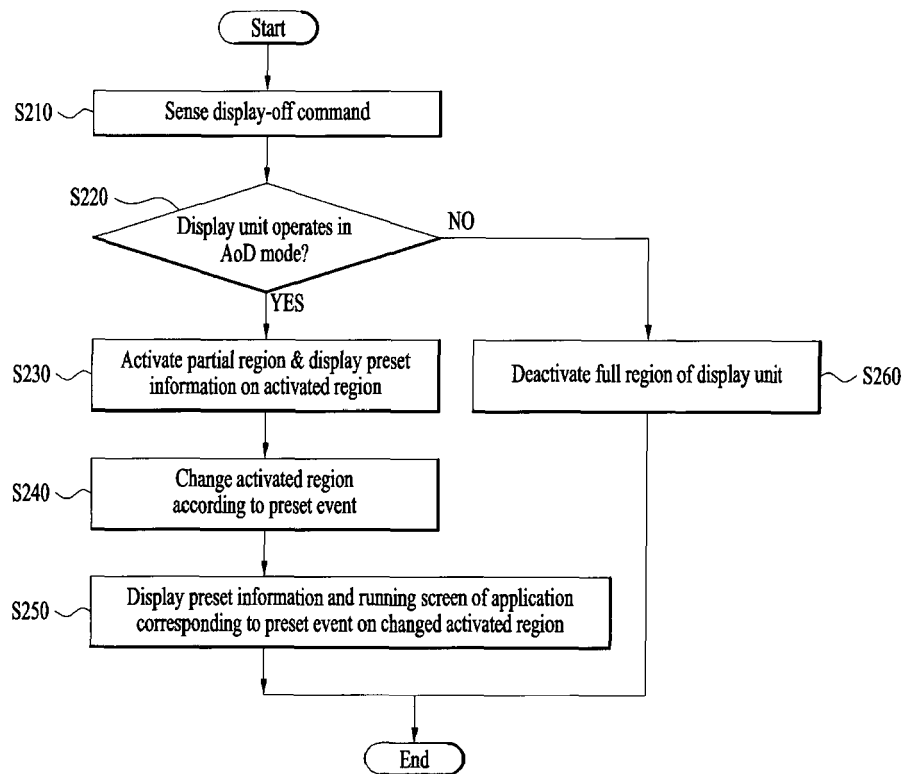 Start
S210
Sense display-off command
S220
Display unit operates in
AoD mode?
NO
YES
S230
Activate partial region & display preset
information on activated region
Deactivate full region of display unit
S260
S240
Change activated region
according to preset event
S250
Display preset information and running screen of application
corresponding to preset event on changed activated region
End